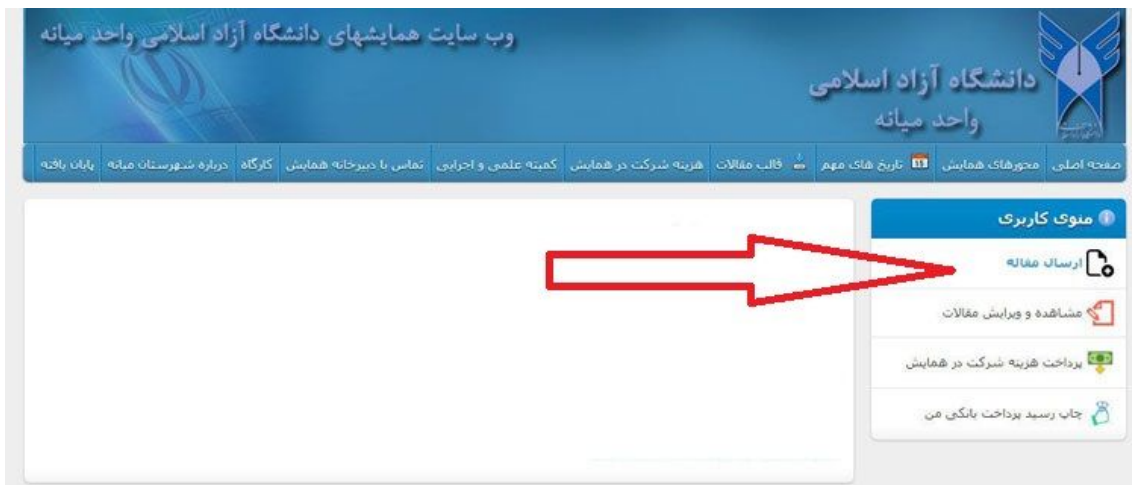 وب سایت همایشهای دانشگاه آزاد اسلامی واحد میانه
دانشگاه آزاد اسلامی
واحد میانه
صفحه اصلی محورهای همایش تاریخ های مهم قالب مقالات هزینه شرکت در همایش کمیته علمی و اجرایی تماس با دبیرخانه همایش کارگاه درباره شهرستان میانه پایان یافته
منوی کاربری
ارسال مقاله
مشاهده و ویرایش مقالات
پرداخت هزینه شرکت در همایش
چاپ رسید پرداخت بانکی من